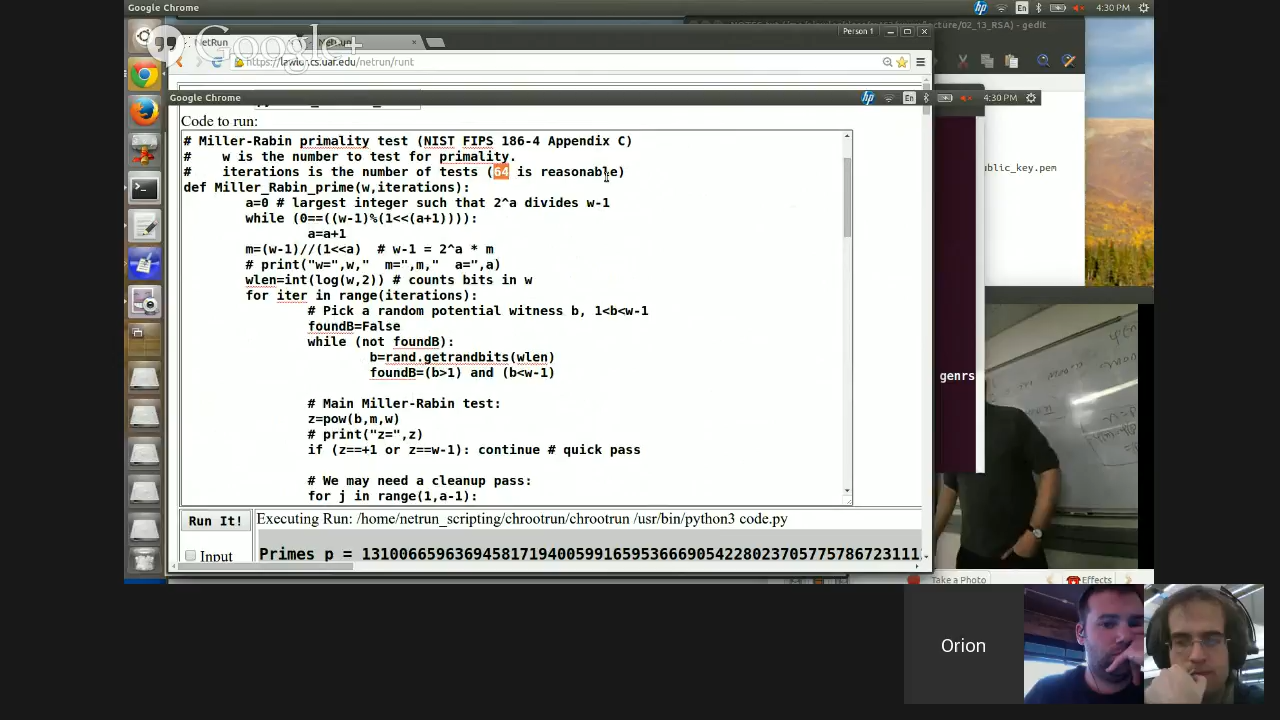 4:30 PM
En
02_13_RSA) - gedit
NetRun
Google+
Person 1
https://lawlor.cs.uaf.edu/netrun/runt
Google Chrome
En
4:30 PM
Code to run:
# Miller-Rabin primality test (NIST FIPS 186-4 Appendix C)
# w is the number to test for primality.
# iterations is the number of tests (64 is reasonable)
def Miller_Rabin_prime(w,iterations):
a=0 # largest integer such that 2^a divides w-1
while (0==((w-1)%(1<<(a+1)))):
a=a+1
m=(w-1)//(1<<a) # w-1 = 2^a * m
# print("w=",w," m=",m," a=",a)
wlen=int(log(w,2)) # counts bits in w
for iter in range(iterations):
# Pick a random potential witness b, 1<b<w-1
foundB=False
while (not foundB):
b=rand.getrandbits(wlen)
foundB=(b>1) and (b<w-1)
# Main Miller-Rabin test:
z=pow(b,m,w)
# print("z=",z)
if (z==+1 or z==w-1): continue # quick pass
# We may need a cleanup pass:
for j in range(1,a-1):
Run It!
Executing Run: /home/netrun_scripting/chrootrun/chrootrun /usr/bin/python3 code.py
Input
Primes p =
ublic_key.pem
genrs
Take a Photo
Effects
Orion